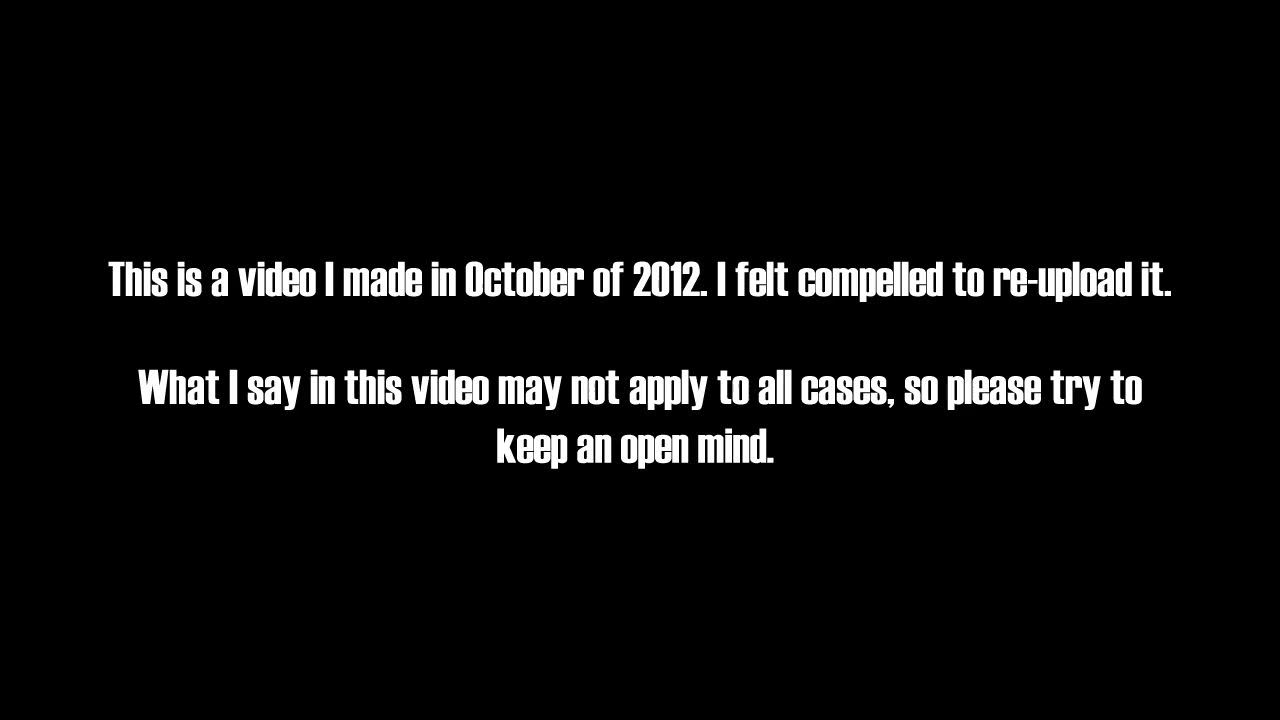 This is a video I made in October of 2012. I felt compelled to re-upload it.
What I say in this video may not apply to all cases, so please try to
keep an open mind.